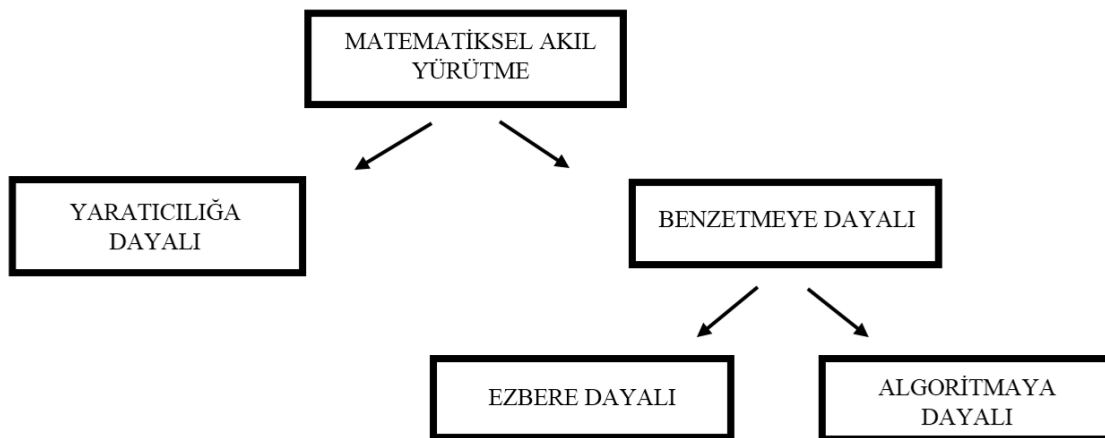 MATEMATİKSEL AKIL
YÜRÜTME
YARATICILIĞA
DAYALI
BENZETMEYE DAYALI
EZBERE DAYALI
ALGORİTMAYA
DAYALI